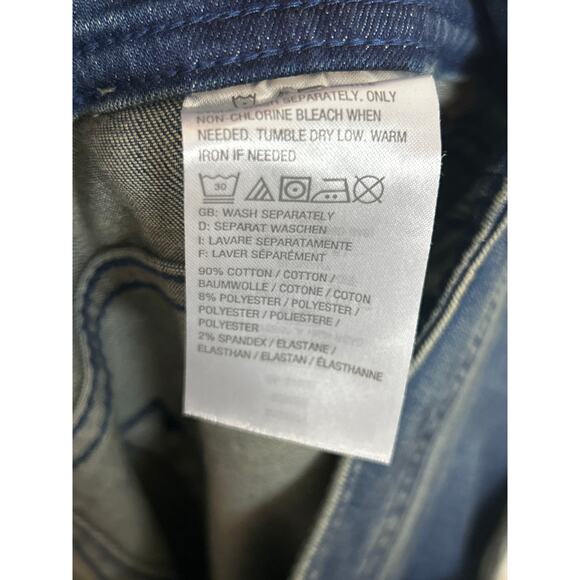 SEPARATELY. ONLY
NON-CHLORINE BLEACH WHEN
NEEDED. TUMBLE DRY LOW. WARM
IRON IF NEEDED
30
GB: WASH SEPARATELY
D: SEPARAT WASCHEN
I: LAVARE SEPARATAMENTE
F: LAVER SÉPARÉMENT
90% COTTON / COTTON /
BAUMWOLLE / COTONE / COTON
8% POLYESTER / POLYESTER /
POLYESTER / POLIESTERE /
POLYESTER
2% SPANDEX / ELASTANE /
ELASTHAN / ELASTAN / ÉLASTHANNE